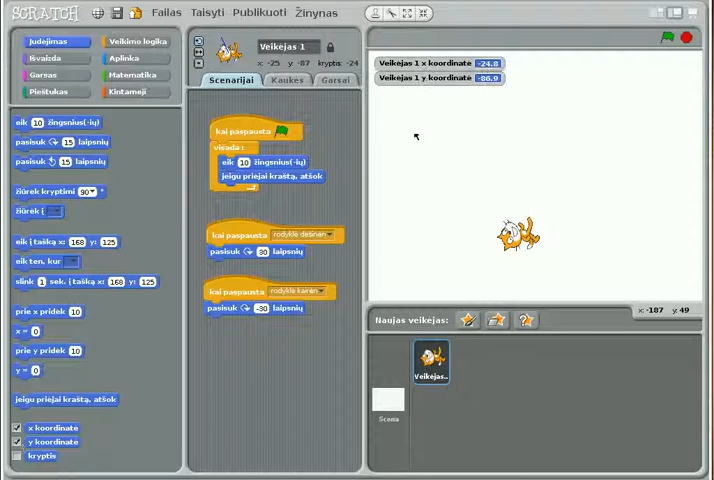 SCRATCH
Failas Taisyti Publikuoti Žinynas
Judėjimas
Veikimo logika
Išvaizda
Aplinka
Garsas
Matematika
Pieštukas
Kintameji
eik 10 žingsnius(-ių)
pasisuk 15 laipsnių
pasisuk 15 laipsnių
žiūrėk kryptimi 90 °
žiūrėk į
eik į tašką x: 168 y: 125
eik ten, kur
slink 1 sek. į tašką x: 168 y: 125
prie x pridėk 10
x = 0
prie y pridėk 10
y = 0
jeigu priėjai kraštą, atšok
x koordinatė
y koordinatė
kryptis
Veikėjas 1
x: -25 y: -87 kryptis: -24
Scenarijai
Kaukės
Garsai
kai paspausta
visada :
eik 10 žingsnius(-ių)
jeigu priėjai kraštą, atšok
kai paspausta rodyklė dešinėn
pasisuk 30 laipsnių
kai paspausta rodyklė kairėn
pasisuk -30 laipsnių
Veikėjas 1 x koordinatė -24.8
Veikėjas 1 y koordinatė -86.9
x: -187 y: 49
Naujas veikėjas:
Veikėjas..
Scena